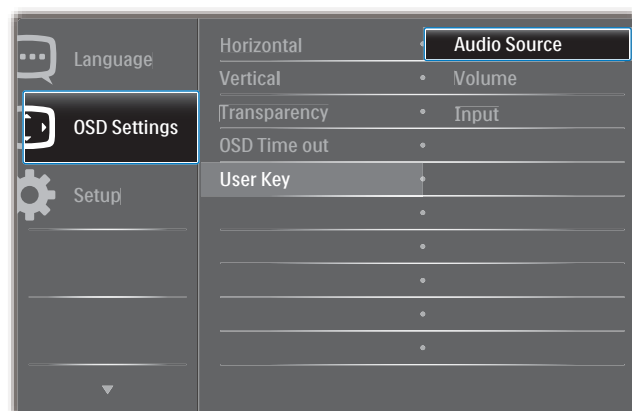 Language
OSD Settings
Setup
Horizontal
Vertical
Transparency
OSD Time out
User Key
Audio Source
Volume
Input